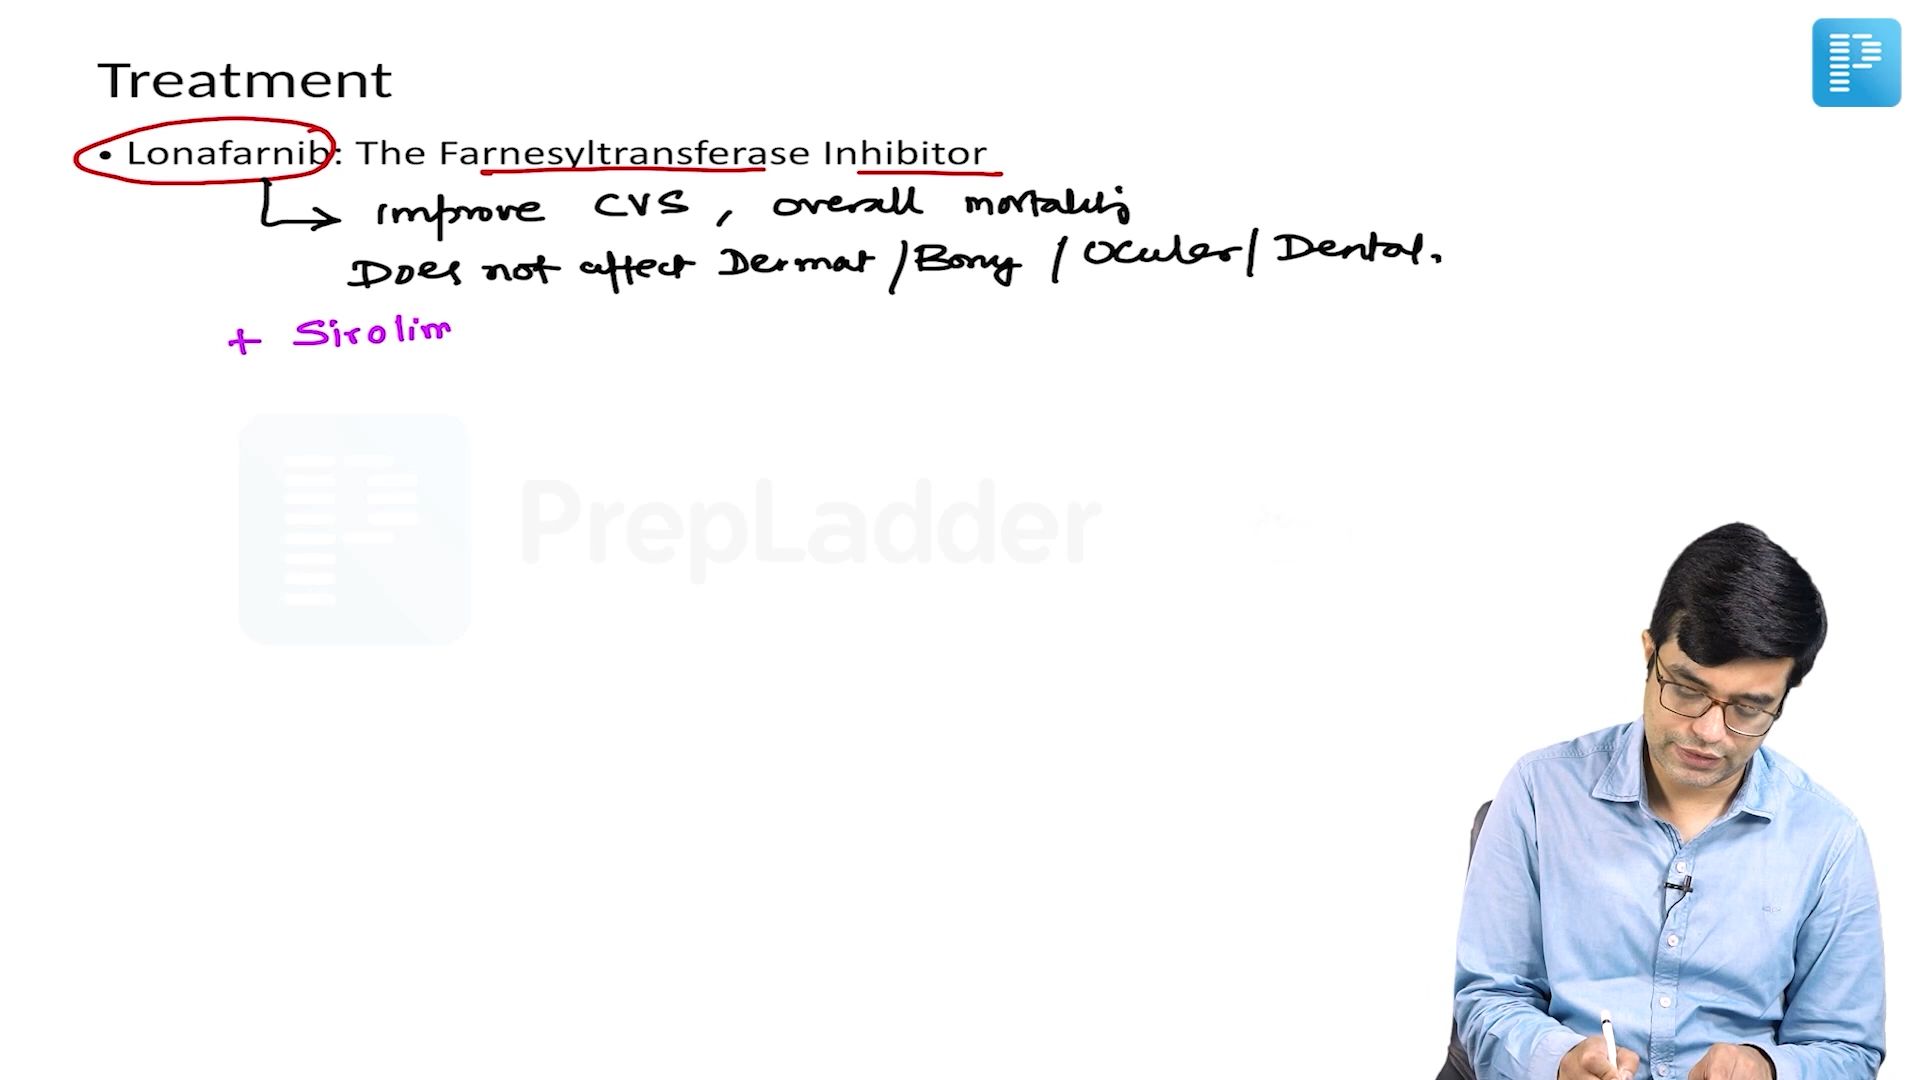 Treatment
• Lonafarnib: The Farnesyltransferase Inhibitor
improve CVS, overall mortality
Does not affect Dermat / Bony / Ocular / Dental.
+ Sirolim
PrepLadder